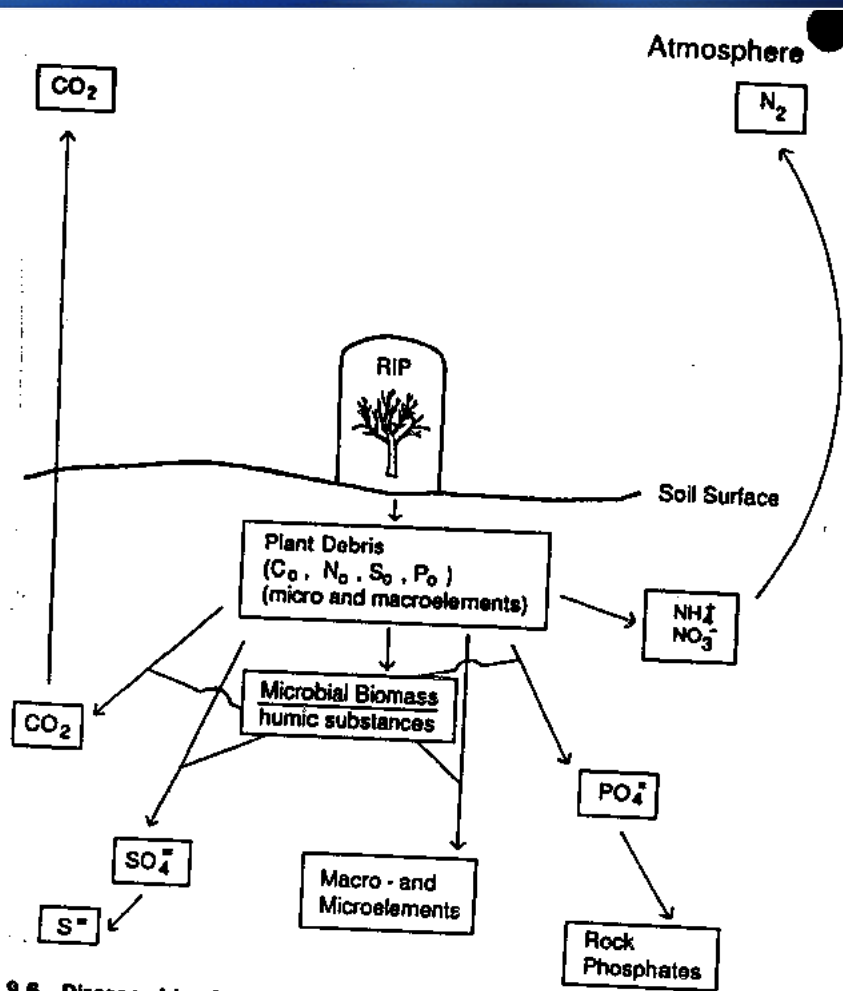 Atmosphere
CO₂
N₂
RIP
Soil Surface
Plant Debris
(C₀ , N₀ , S₀ , P₀ )
(micro and macroelements)
NH₄⁺
NO₃⁻
Microbial Biomass
humic substances
CO₂
PO₄⁼
SO₄⁼
Macro - and
Microelements
S⁼
Rock
Phosphates
9.6